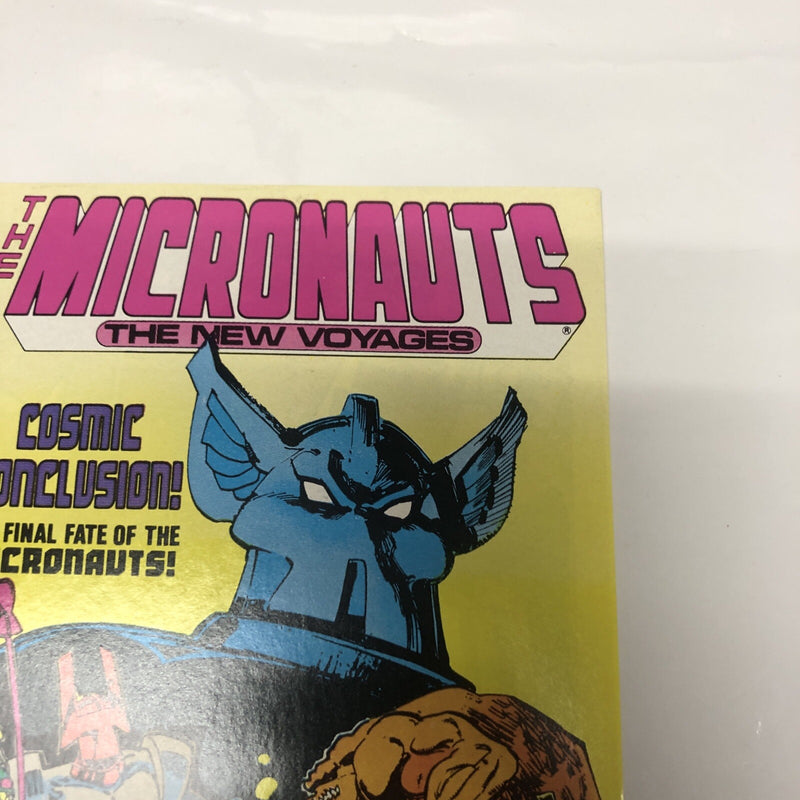 THE
MICRONAUTS
®
THE NEW VOYAGES
COSMIC
ONCLUSION!
FINAL FATE OF THE
CRONAUTS!